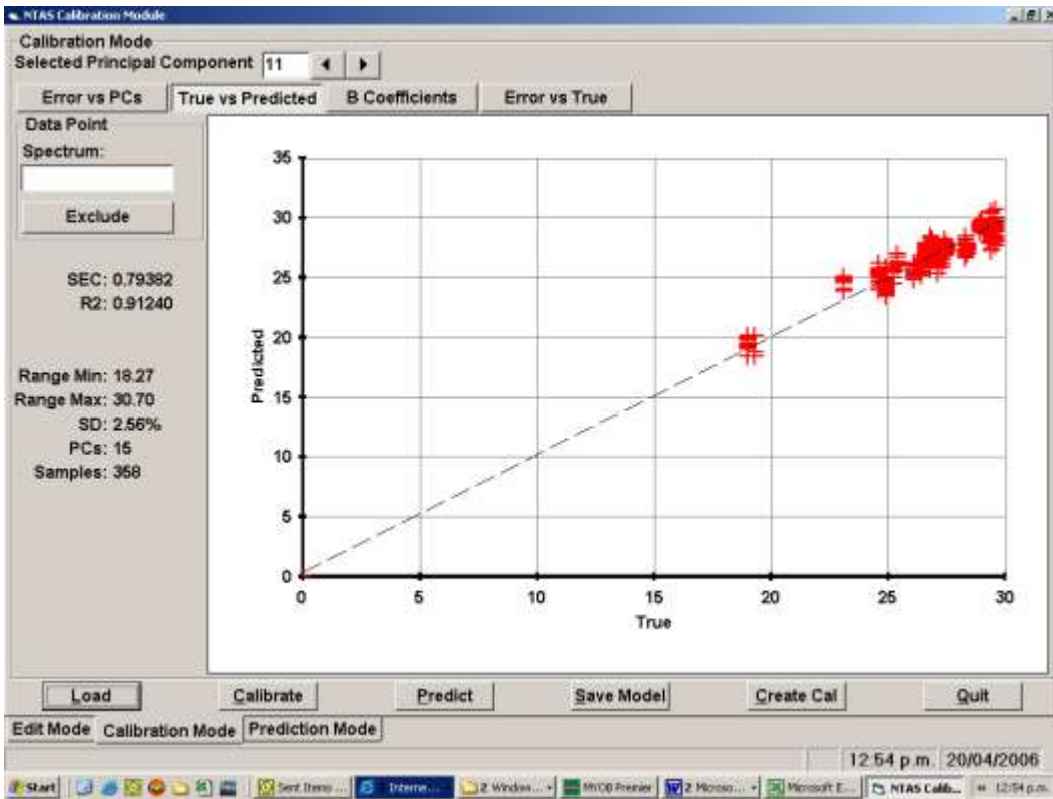 NTAS Calibration Module
Calibration Mode
Selected Principal Component 11
Error vs PCs True vs Predicted B Coefficients Error vs True
Data Point
Spectrum:
Exclude
SEC: 0.79382
R2: 0.91240
Range Min: 18.27
Range Max: 30.70
SD: 2.56%
PCs: 15
Samples: 358
35
30
25
20
15
10
5
0
Predicted
0 5 10 15 20 25 30
True
Load Calibrate Predict Save Model Create Cal Quit
Edit Mode Calibration Mode Prediction Mode
12:54 p.m. 20/04/2006
Start Sent Items ... Interne... 2 Window... MYOB Premier 2 Microso... Microsoft E... NTAS Calib... 12:54 p.m.